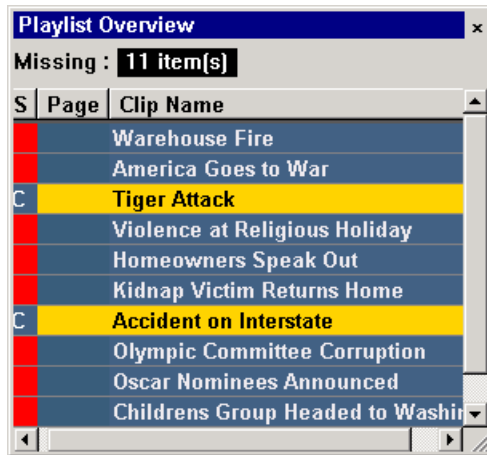 Playlist Overview x
Missing : 11 item(s)
S Page Clip Name
Warehouse Fire
America Goes to War
C Tiger Attack
Violence at Religious Holiday
Homeowners Speak Out
Kidnap Victim Returns Home
C Accident on Interstate
Olympic Committee Corruption
Oscar Nominees Announced
Childrens Group Headed to